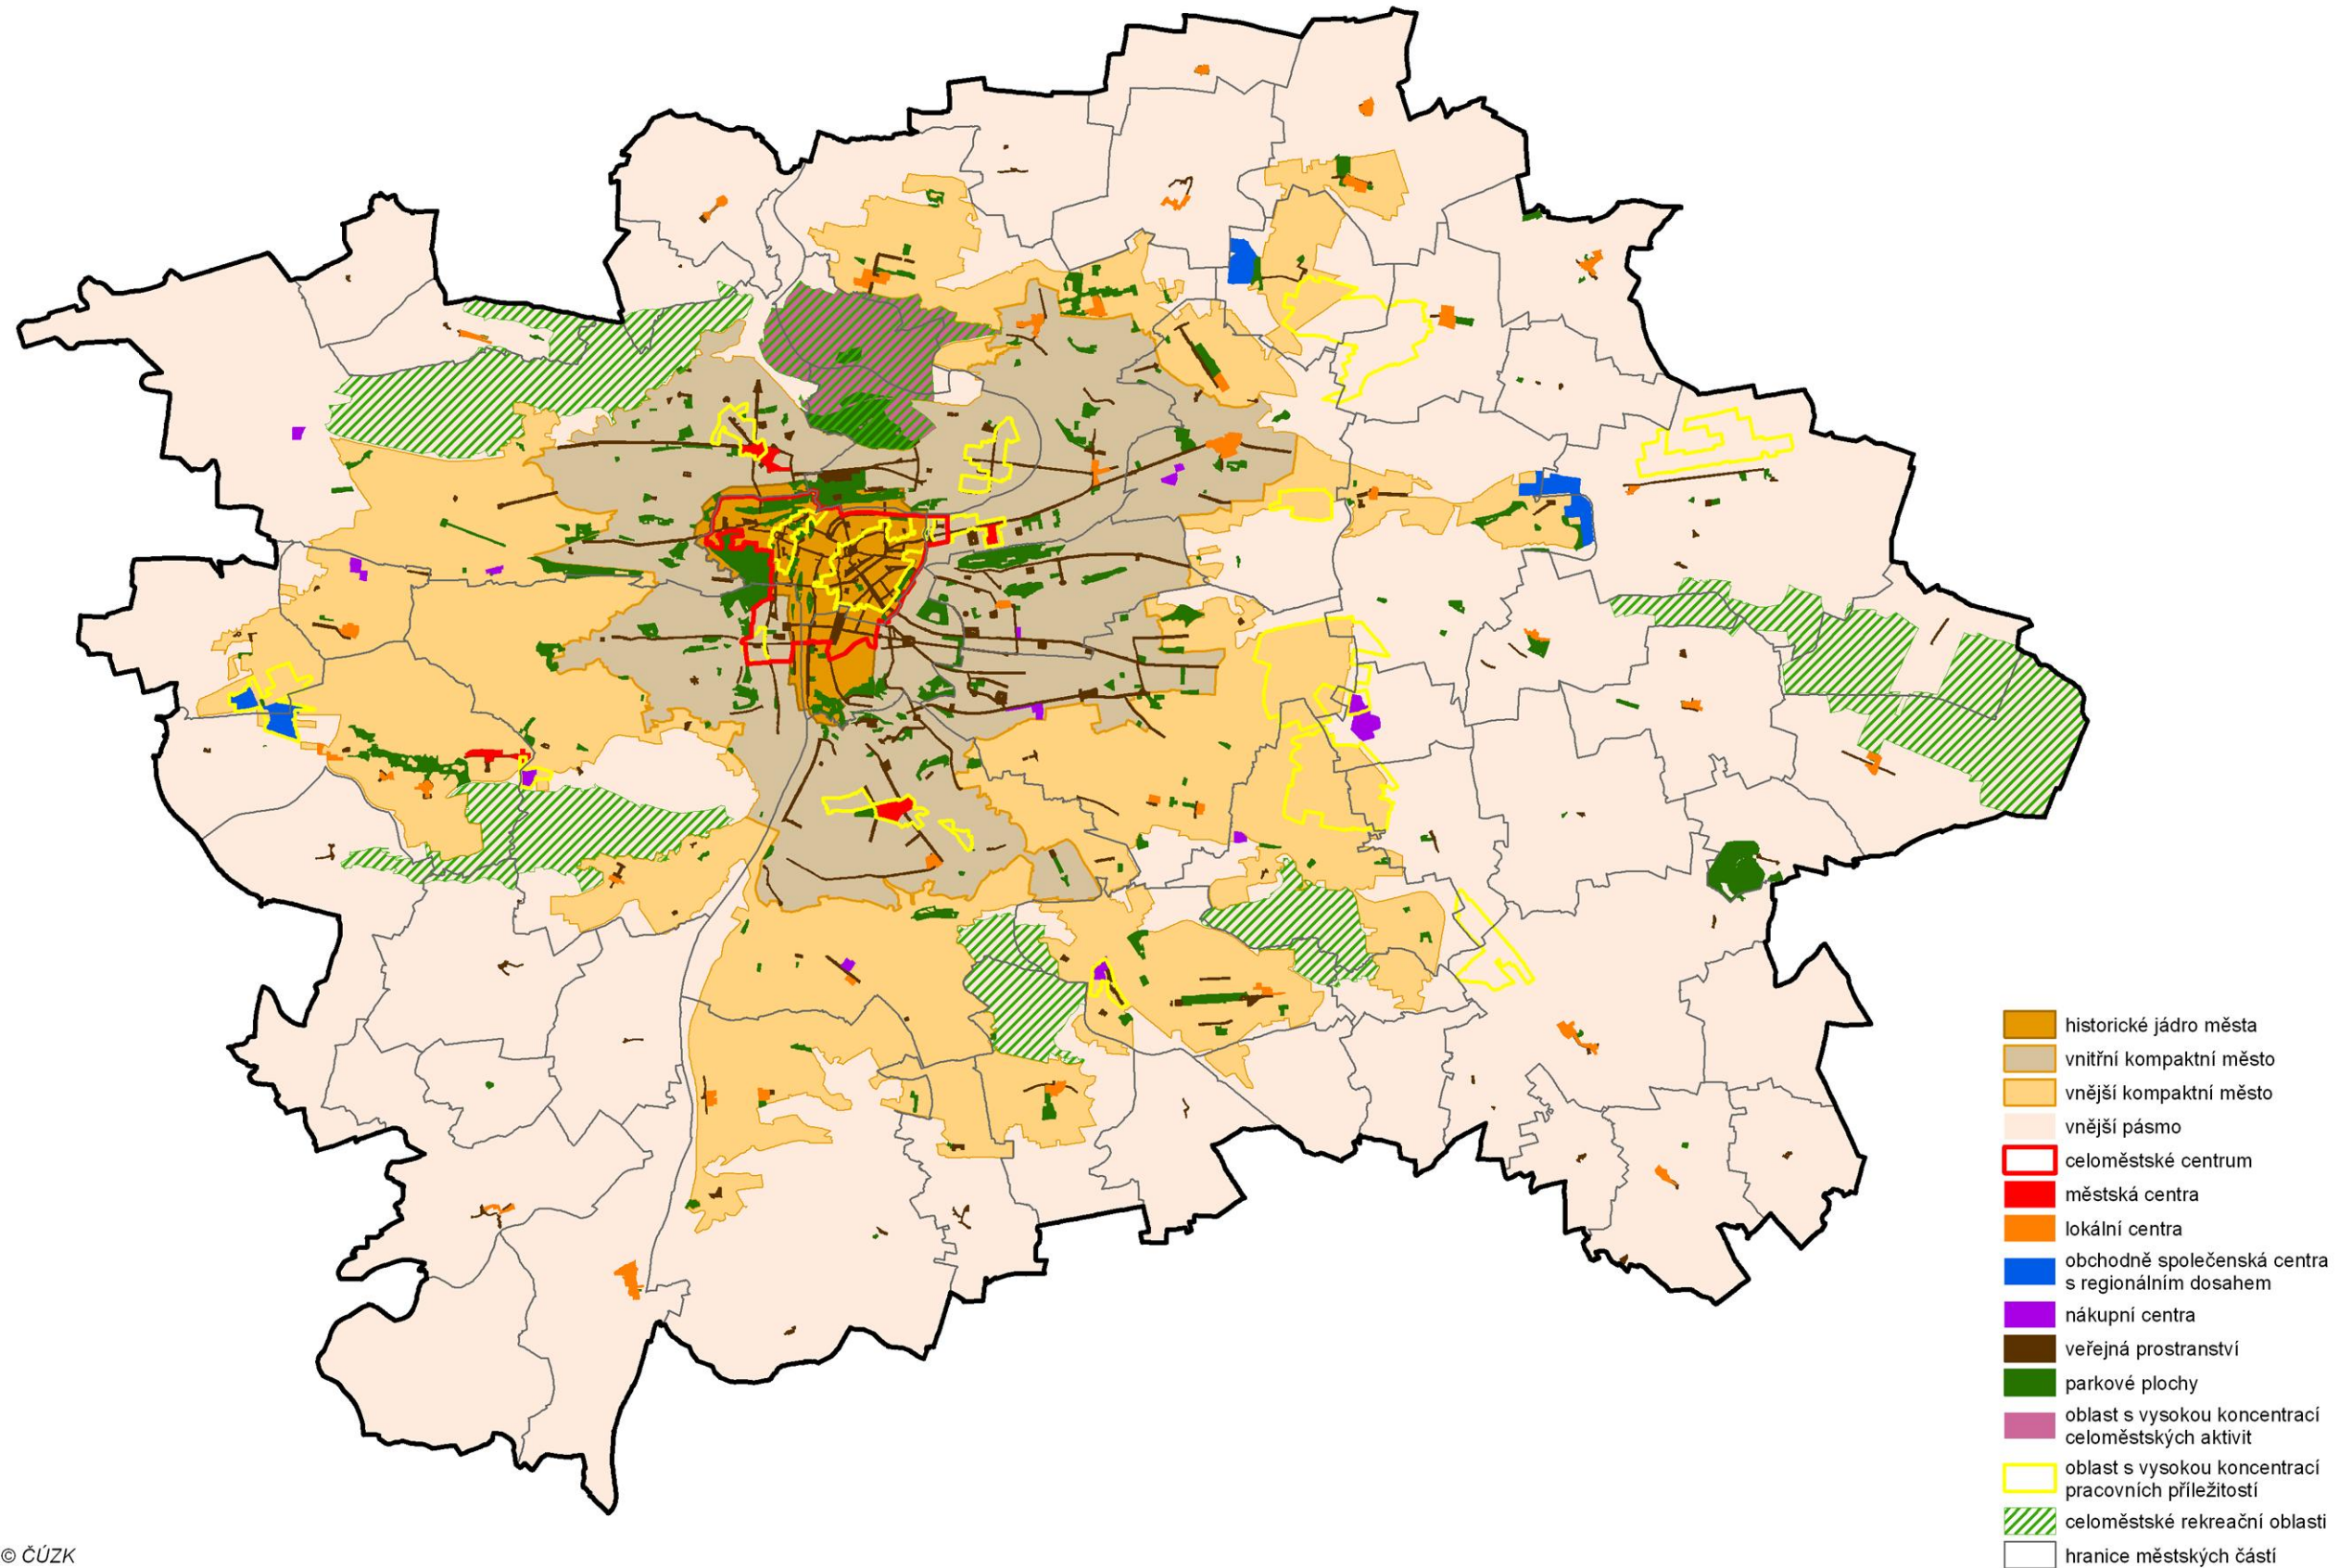 historické jádro města
vnitřní kompaktní město
vnější kompaktní město
vnější pásmo
celoměstské centrum
městská centra
lokální centra
obchodně společenská centra
s regionálním dosahem
nákupní centra
veřejná prostranství
parkové plochy
oblast s vysokou koncentrací
celoměstských aktivit
oblast s vysokou koncentrací
pracovních příležitostí
celoměstské rekreační oblasti
hranice městských částí
© ČÚZK